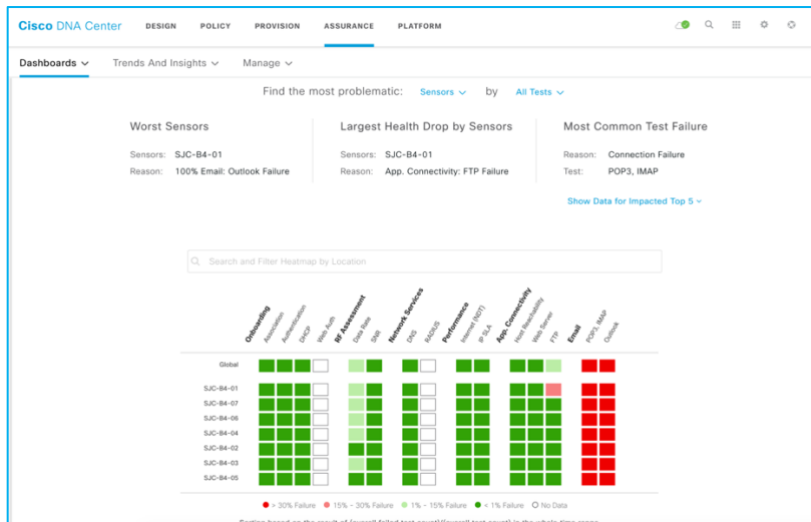 Cisco DNA Center DESIGN POLICY PROVISION ASSURANCE PLATFORM
Dashboards Trends And Insights Manage
Find the most problematic: Sensors by All Tests
Worst Sensors
Sensors: SJC-B4-01
Reason: 100% Email: Outlook Failure
Largest Health Drop by Sensors
Sensors: SJC-B4-01
Reason: App. Connectivity: FTP Failure
Most Common Test Failure
Reason: Connection Failure
Test: POP3, IMAP
Show Data for Impacted Top 5
Search and Filter Heatmap by Location
Onboarding
Association
Authentication
DHCP
Web Auth
RF Assessment
Data Rate
SNR
Network Services
DNS
RADIUS
Performance
Internet (NDT)
IP SLA
App. Connectivity
Host Reachability
Web Server
FTP
Email
POP3, IMAP
Outlook
Global
SJC-B4-01
SJC-B4-07
SJC-B4-06
SJC-B4-04
SJC-B4-02
SJC-B4-03
SJC-B4-05
> 30% Failure 15% - 30% Failure 1% - 15% Failure < 1% Failure No Data